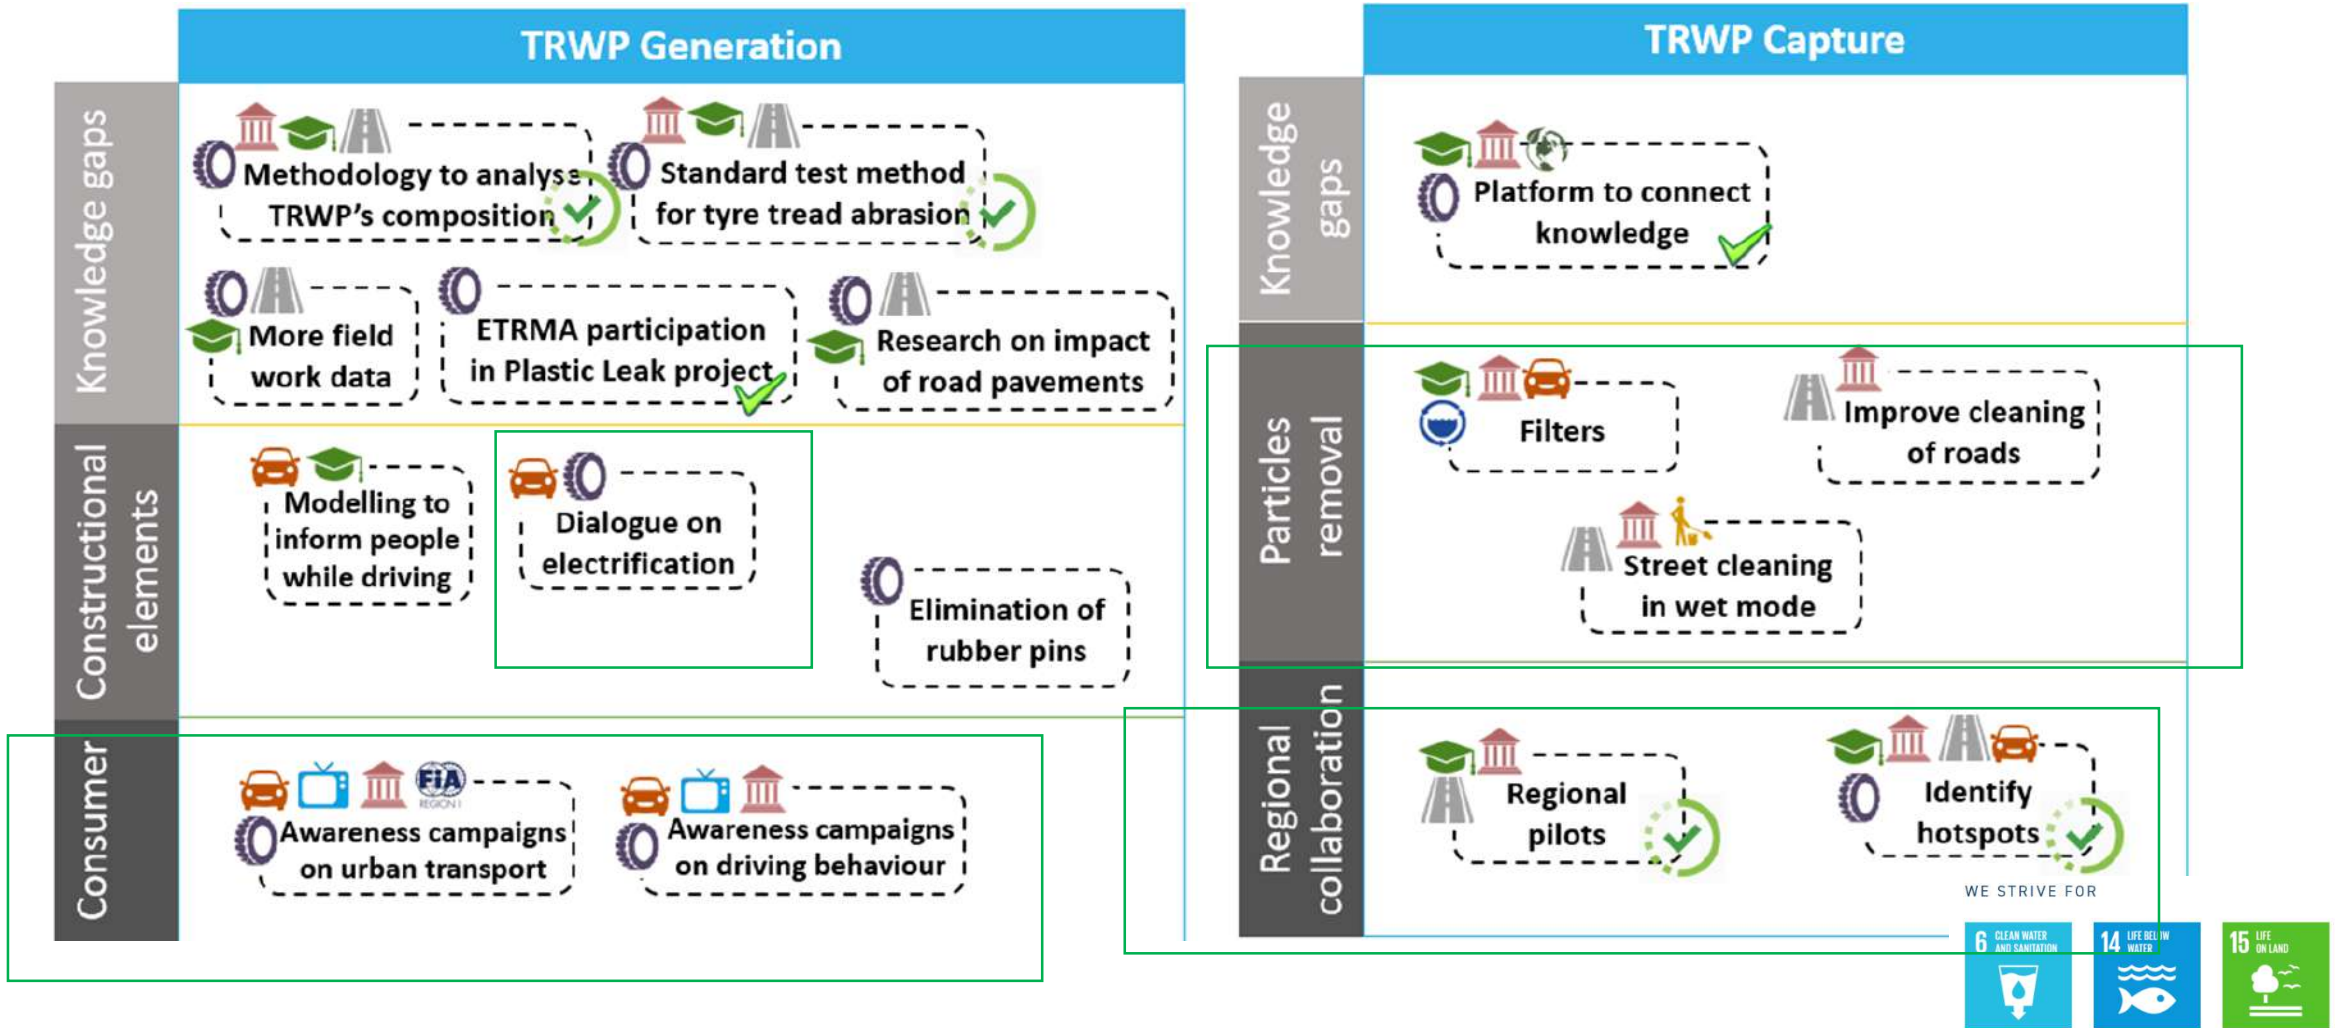 TRWP Generation
Knowledge gaps
Methodology to analyse
TRWP's composition
Standard test method
for tyre tread abrasion
More field
work data
ETRMA participation
in Plastic Leak project
Research on impact
of road pavements
Constructional
elements
Modelling to
inform people
while driving
Dialogue on
electrification
Elimination of
rubber pins
Consumer
FiA
REGION I
Awareness campaigns
on urban transport
Awareness campaigns
on driving behaviour
TRWP Capture
Knowledge
gaps
Platform to connect
knowledge
Particles
removal
Filters
Improve cleaning
of roads
Street cleaning
in wet mode
Regional
collaboration
Regional
pilots
Identify
hotspots
WE STRIVE FOR
6 CLEAN WATER
AND SANITATION
14 LIFE BELOW
WATER
15 LIFE
ON LAND